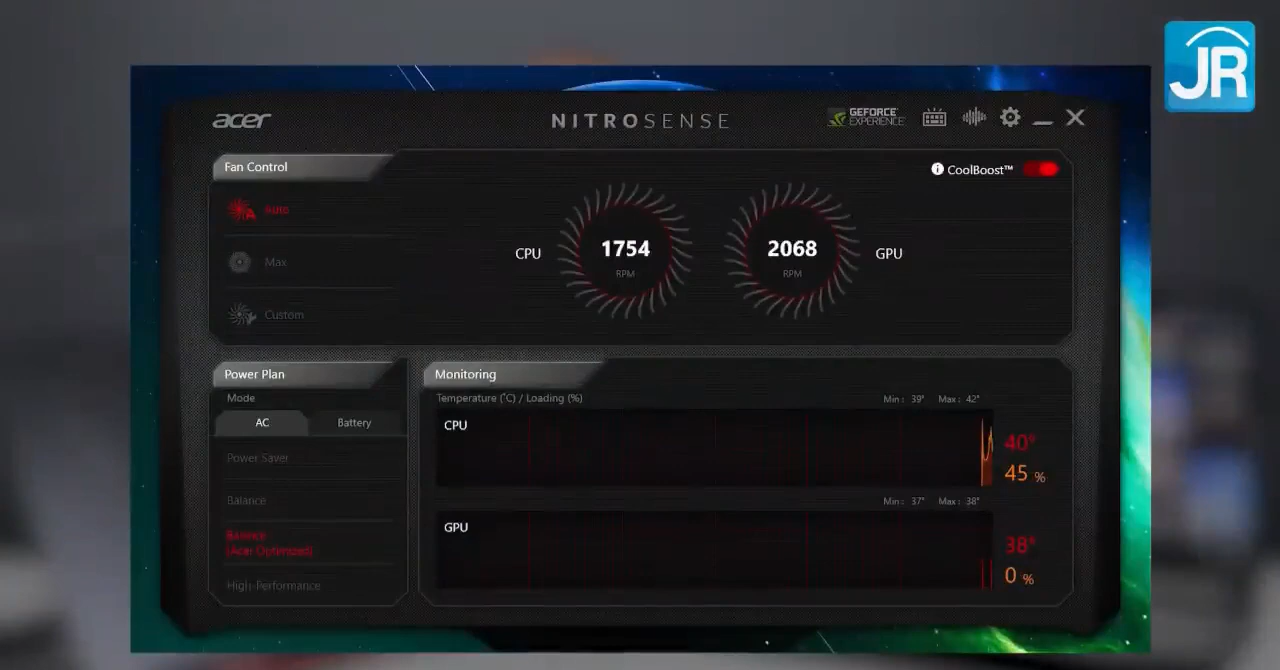 JR
acer
NITROSENSE
GEFORCE
EXPERIENCE
Fan Control
CoolBoost™
Auto
Max
Custom
CPU
1754
RPM
2068
RPM
GPU
Power Plan
Mode
AC
Battery
Power Saver
Balance
Balance
(Acer Optimized)
High-Performance
Monitoring
Temperature (°C) / Loading (%)
Min : 39° Max : 42°
CPU
40°
45 %
Min : 37° Max : 38°
GPU
38°
0 %